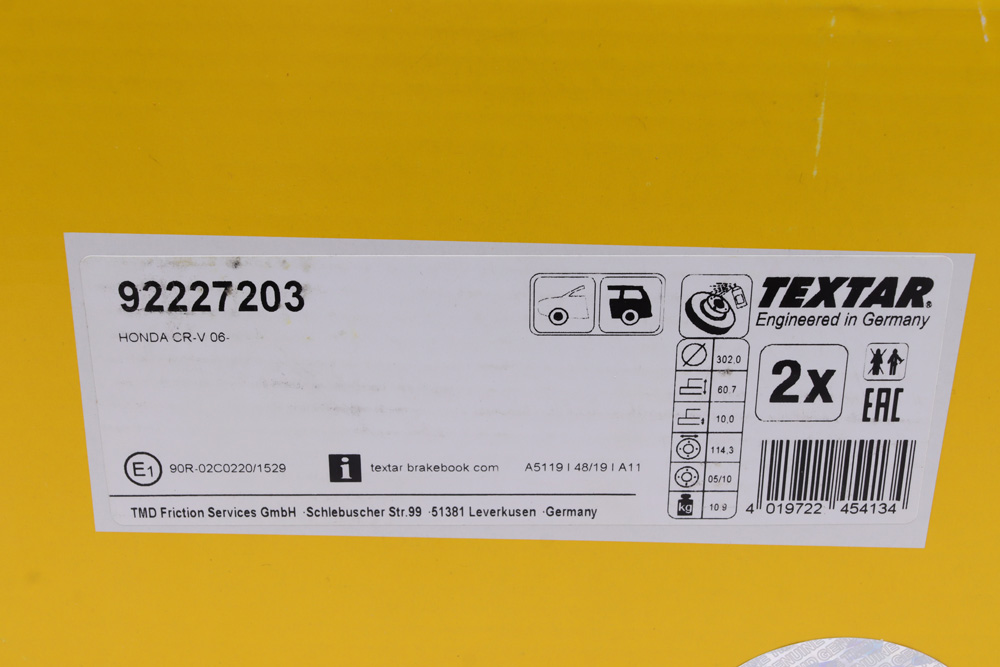 92227203
HONDA CR-V 06-
TEXTAR®
Engineered in Germany
302.0
60.7
10.0
114.3
05/10
kg 10.9
2x
EAC
E1 90R-02C0220/1529
i textar brakebook.com
A5119 | 48/19 | A11
TMD Friction Services GmbH ·Schlebuscher Str.99 ·51381 Leverkusen ·Germany
4 019722 454134